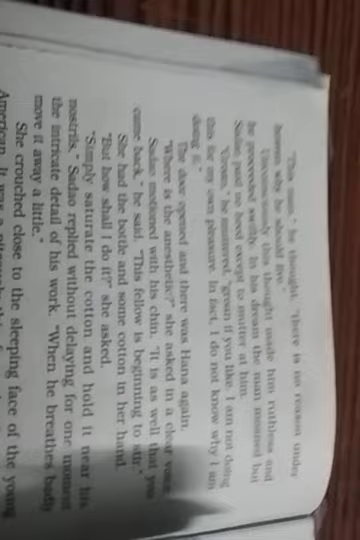 "This man," he thought, "there is no reason under
heaven why he should live."
Unconsciously this thought made him ruthless and
he proceeded swiftly. In his dream the man moaned but
Sadao paid no heed except to mutter at him.
"Groan," he muttered, "groan if you like. I am not doing
this for my own pleasure. In fact, I do not know why I am
doing it."
The door opened and there was Hana again.
"Where is the anesthetic?" she asked in a clear voice.
Sadao motioned with his chin. "It is as well that you
came back," he said. "This fellow is beginning to stir."
She had the bottle and some cotton in her hand.
"But how shall I do it?" she asked.
"Simply saturate the cotton and hold it near his
nostrils," Sadao replied without delaying for one moment
the intricate detail of his work. "When he breathes badly
move it away a little."
She crouched close to the sleeping face of the young
American. It was a